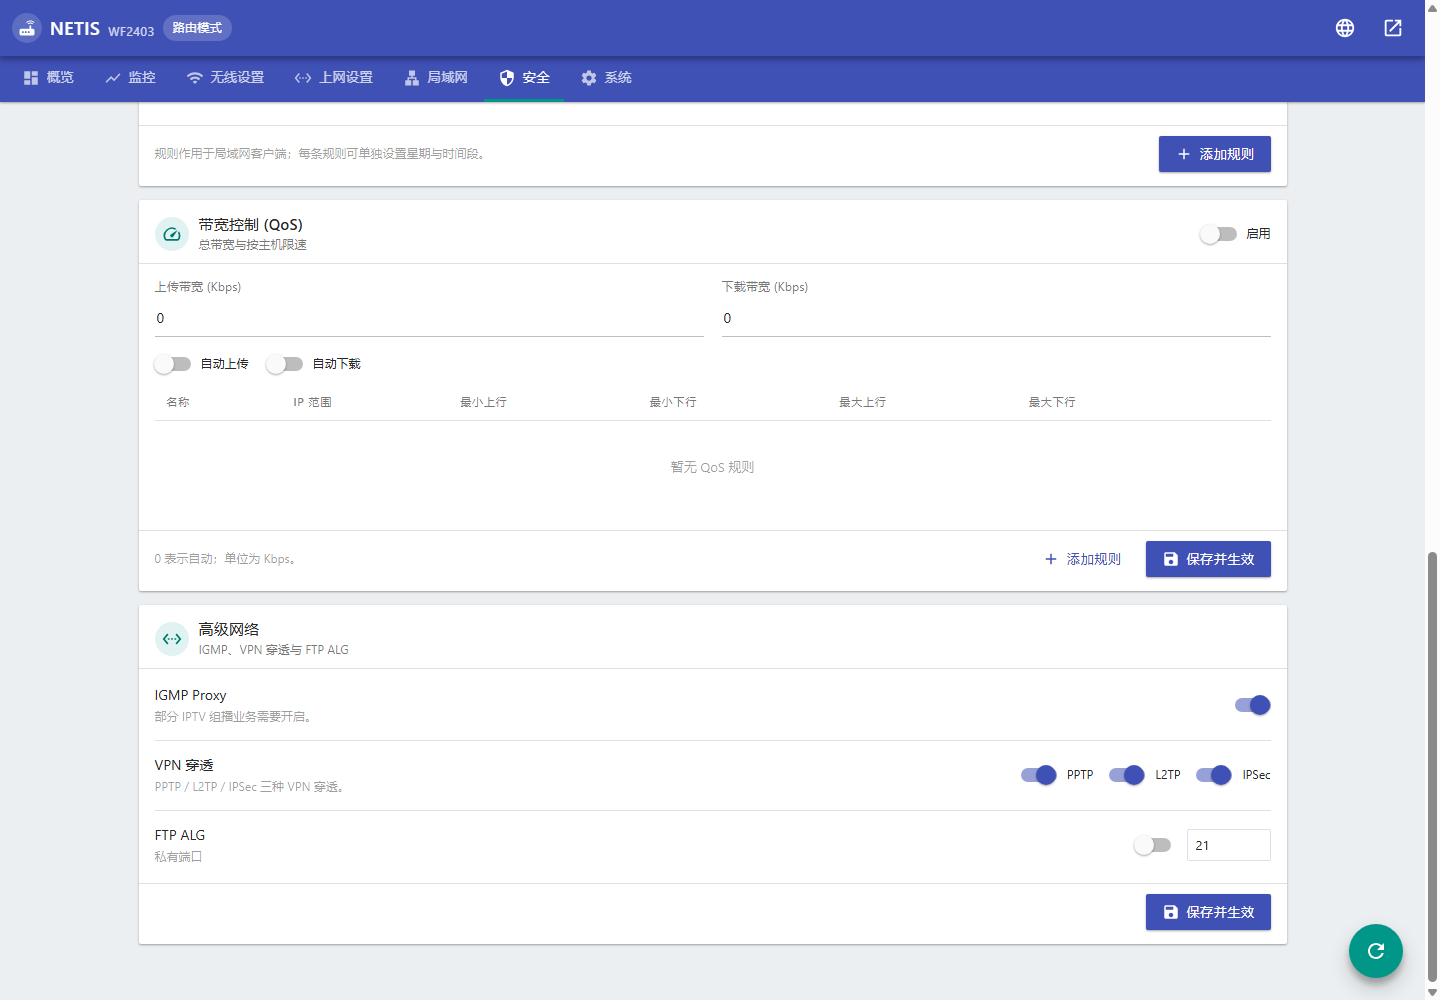 NETIS WF2403 路由模式
概览 监控 无线设置 上网设置 局域网 安全 系统
规则作用于局域网客户端；每条规则可单独设置星期与时间段。
添加规则
带宽控制 (QoS)
总带宽与按主机限速
启用
上传带宽 (Kbps) 下载带宽 (Kbps)
0 0
自动上传 自动下载
名称 IP 范围 最小上行 最小下行 最大上行 最大下行
暂无 QoS 规则
0 表示自动；单位为 Kbps。
添加规则 保存并生效
高级网络
IGMP、VPN 穿透与 FTP ALG
IGMP Proxy
部分 IPTV 组播业务需要开启。
VPN 穿透
PPTP / L2TP / IPSec 三种 VPN 穿透。
PPTP L2TP IPSec
FTP ALG
私有端口
21
保存并生效